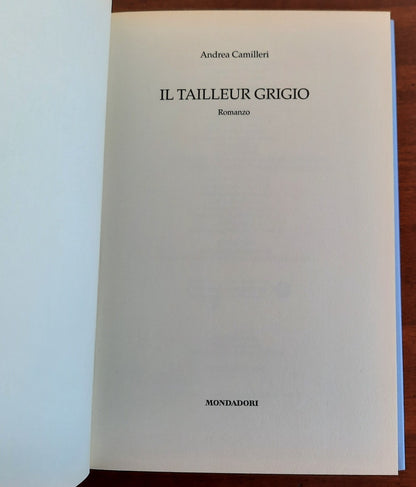 Andrea Camilleri
IL TAILLEUR GRIGIO
Romanzo
MONDADORI